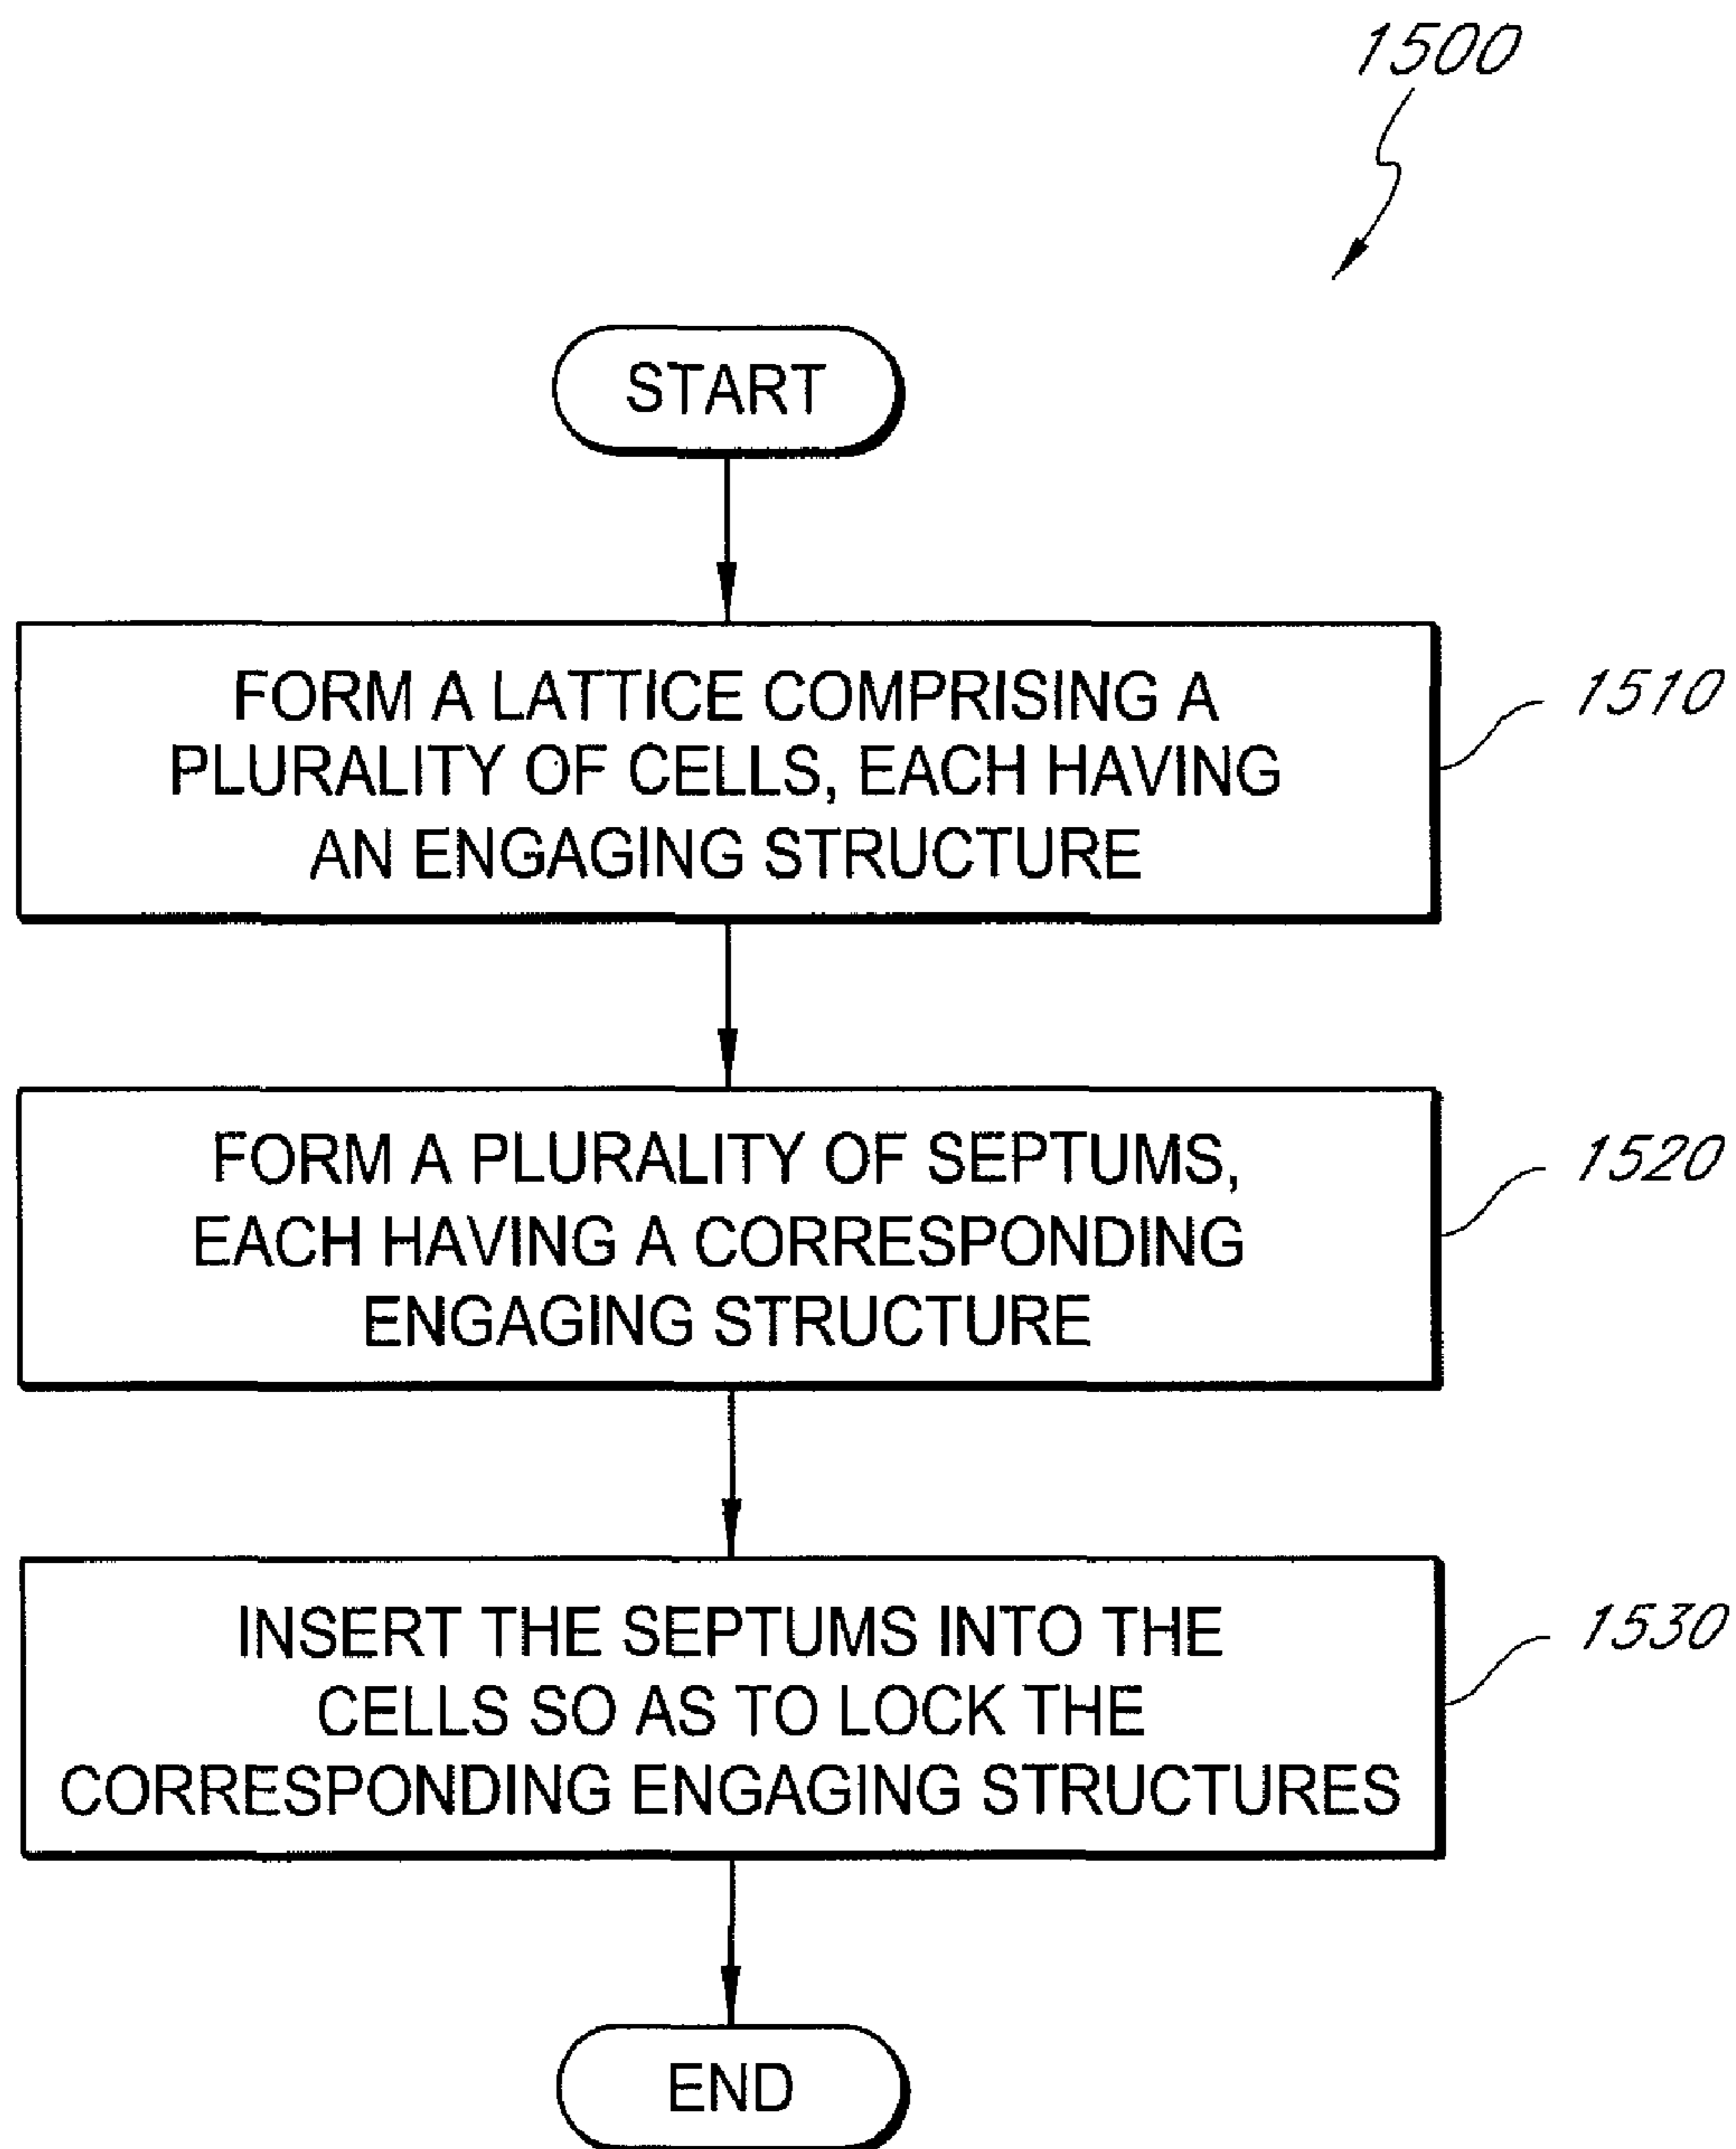 1500
START
FORM A LATTICE COMPRISING A
PLURALITY OF CELLS, EACH HAVING
AN ENGAGING STRUCTURE
1510
FORM A PLURALITY OF SEPTUMS,
EACH HAVING A CORRESPONDING
ENGAGING STRUCTURE
1520
INSERT THE SEPTUMS INTO THE
CELLS SO AS TO LOCK THE
CORRESPONDING ENGAGING STRUCTURES
1530
END